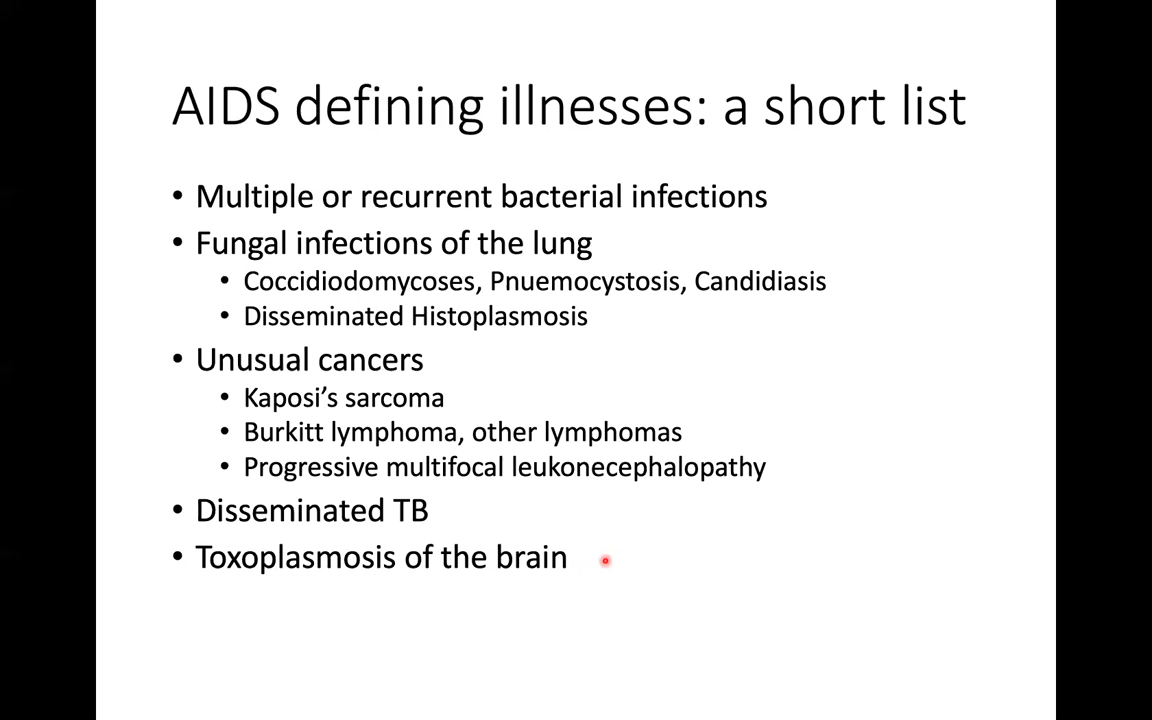 AIDS defining illnesses: a short list
• Multiple or recurrent bacterial infections
• Fungal infections of the lung
• Coccidiodomycoses, Pnuemocystosis, Candidiasis
• Disseminated Histoplasmosis
• Unusual cancers
• Kaposi’s sarcoma
• Burkitt lymphoma, other lymphomas
• Progressive multifocal leukonecephalopathy
• Disseminated TB
• Toxoplasmosis of the brain